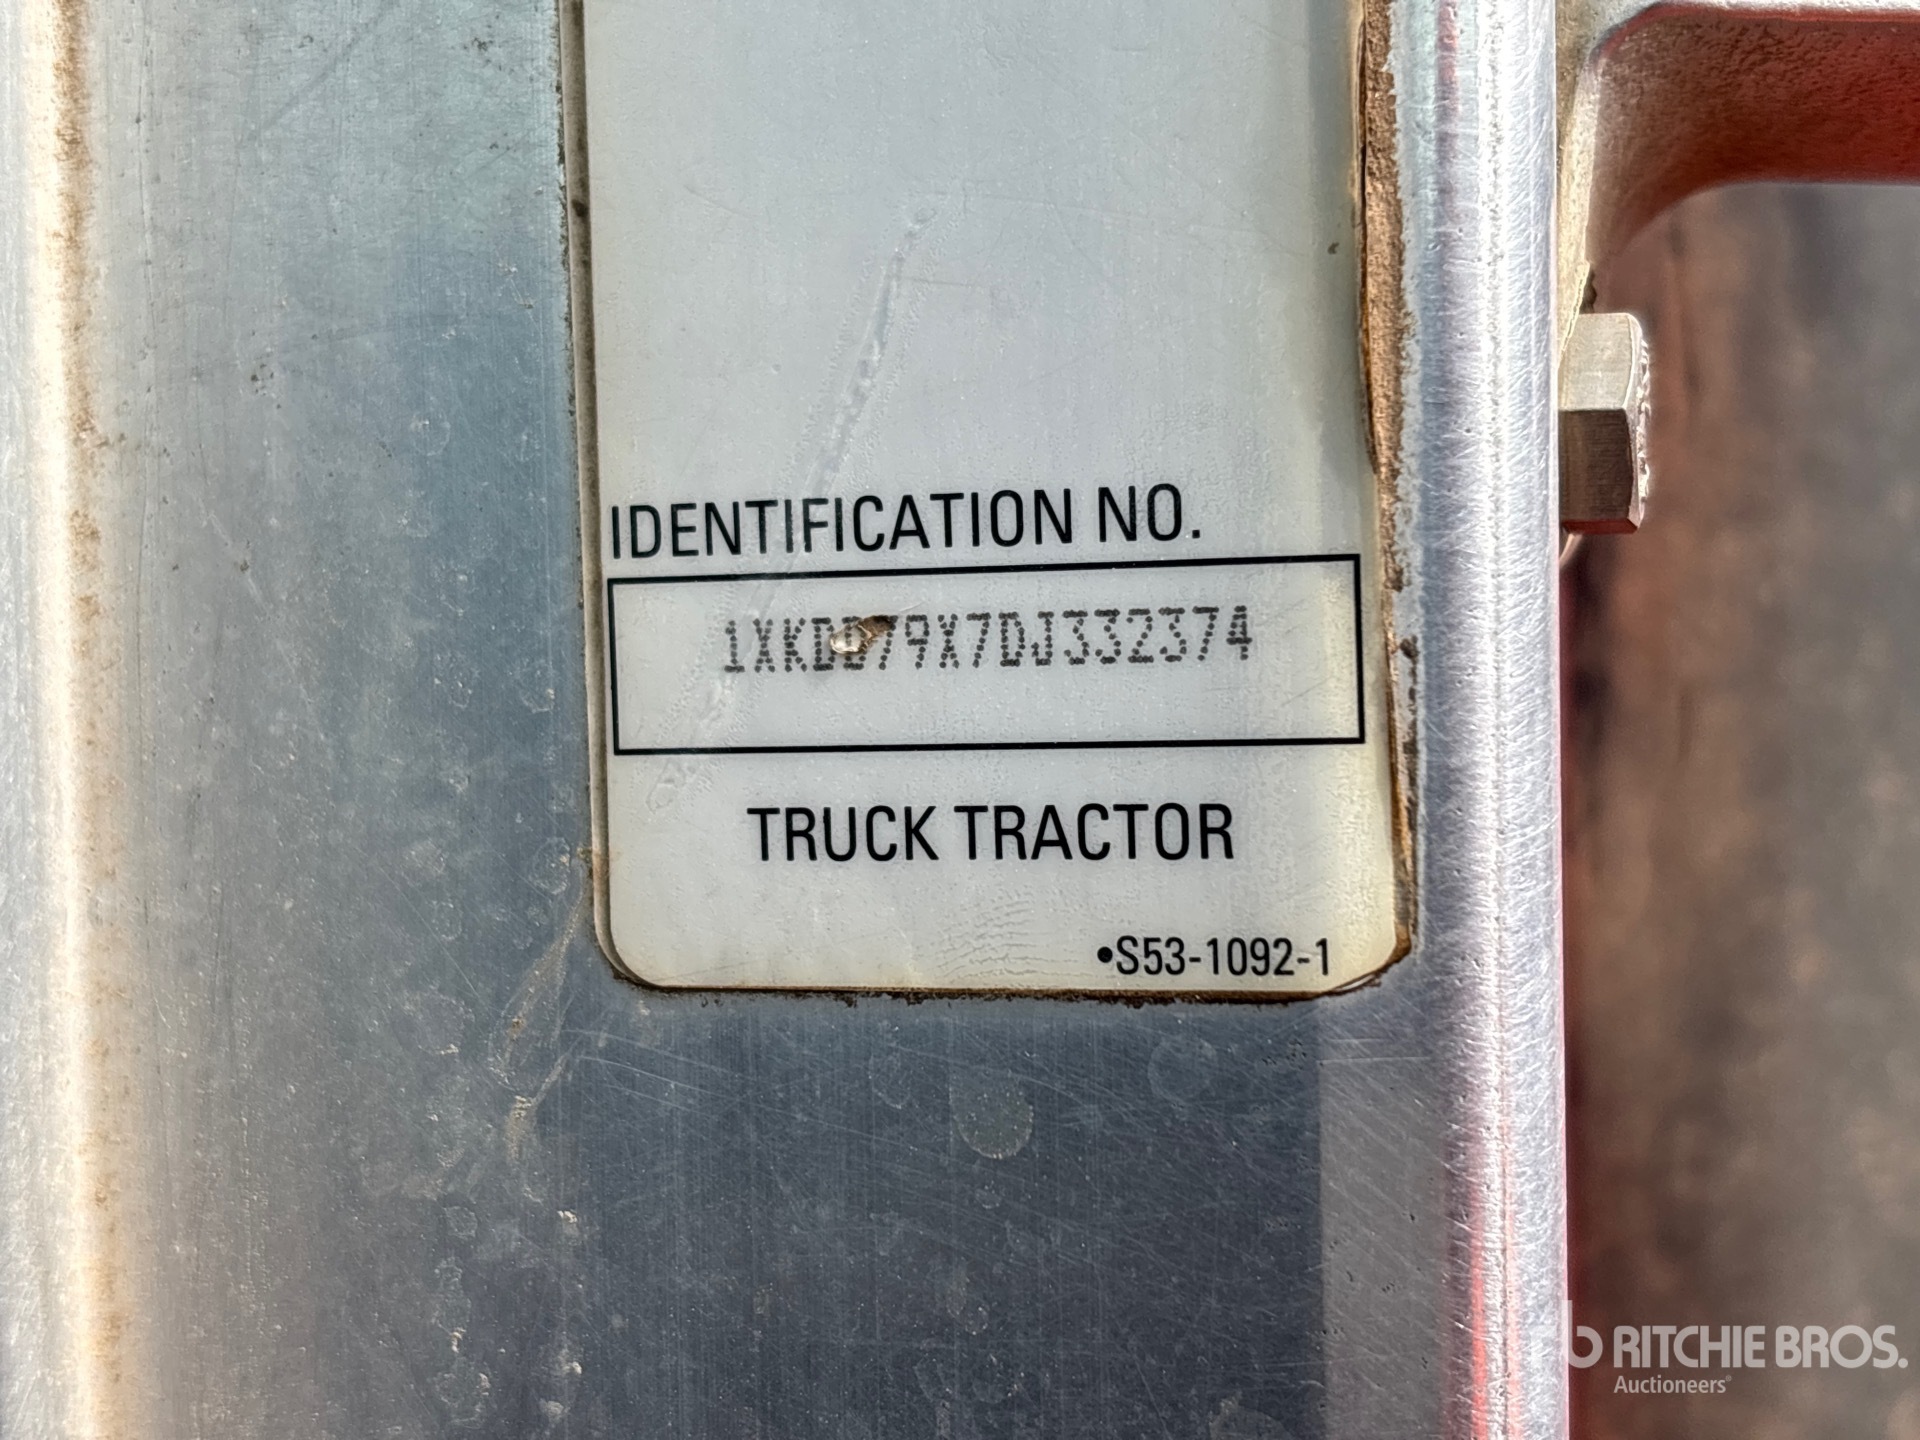 IDENTIFICATION NO.
1XKDD79X7DJ332374
TRUCK TRACTOR
•S53-1092-1
RITCHIE BROS.
Auctioneers®